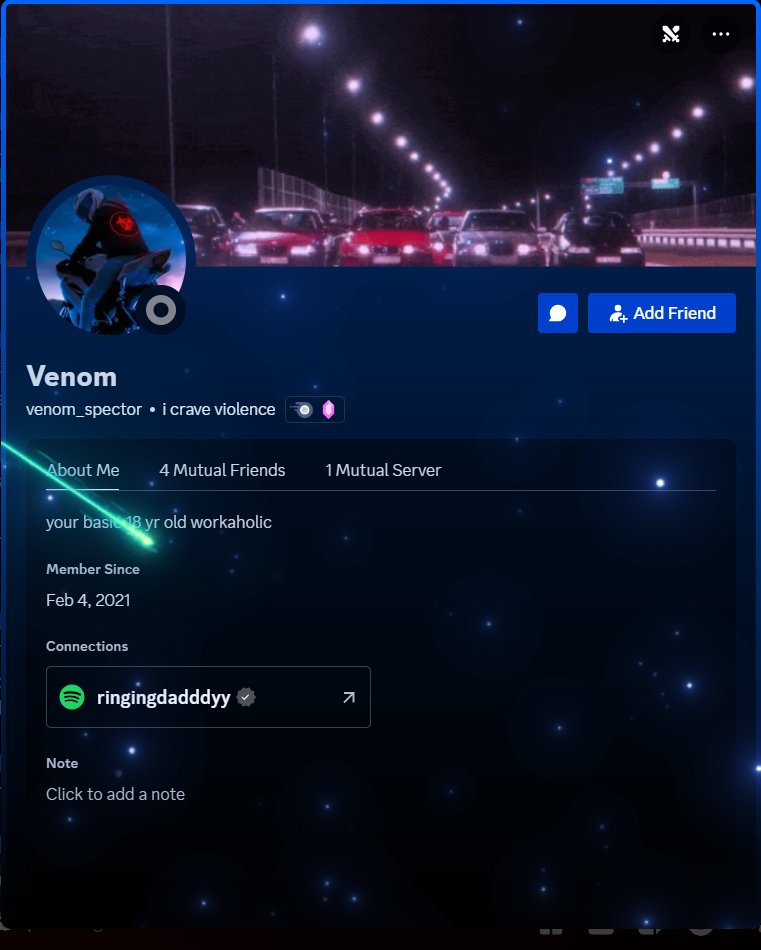 Add Friend
Venom
venom_spector • i crave violence
About Me 4 Mutual Friends 1 Mutual Server
your basic 18 yr old workaholic
Member Since
Feb 4, 2021
Connections
ringingdadddyy
Note
Click to add a note